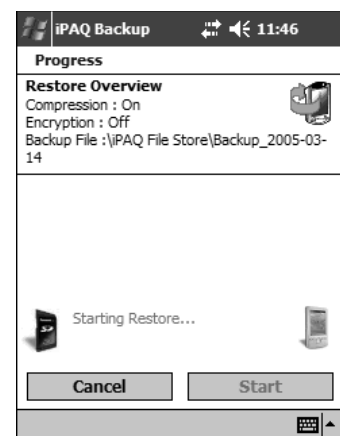 iPAQ Backup 11:46
Progress
Restore Overview
Compression : On
Encryption : Off
Backup File :\iPAQ File Store\Backup_2005-03-
14
Starting Restore...
Cancel Start